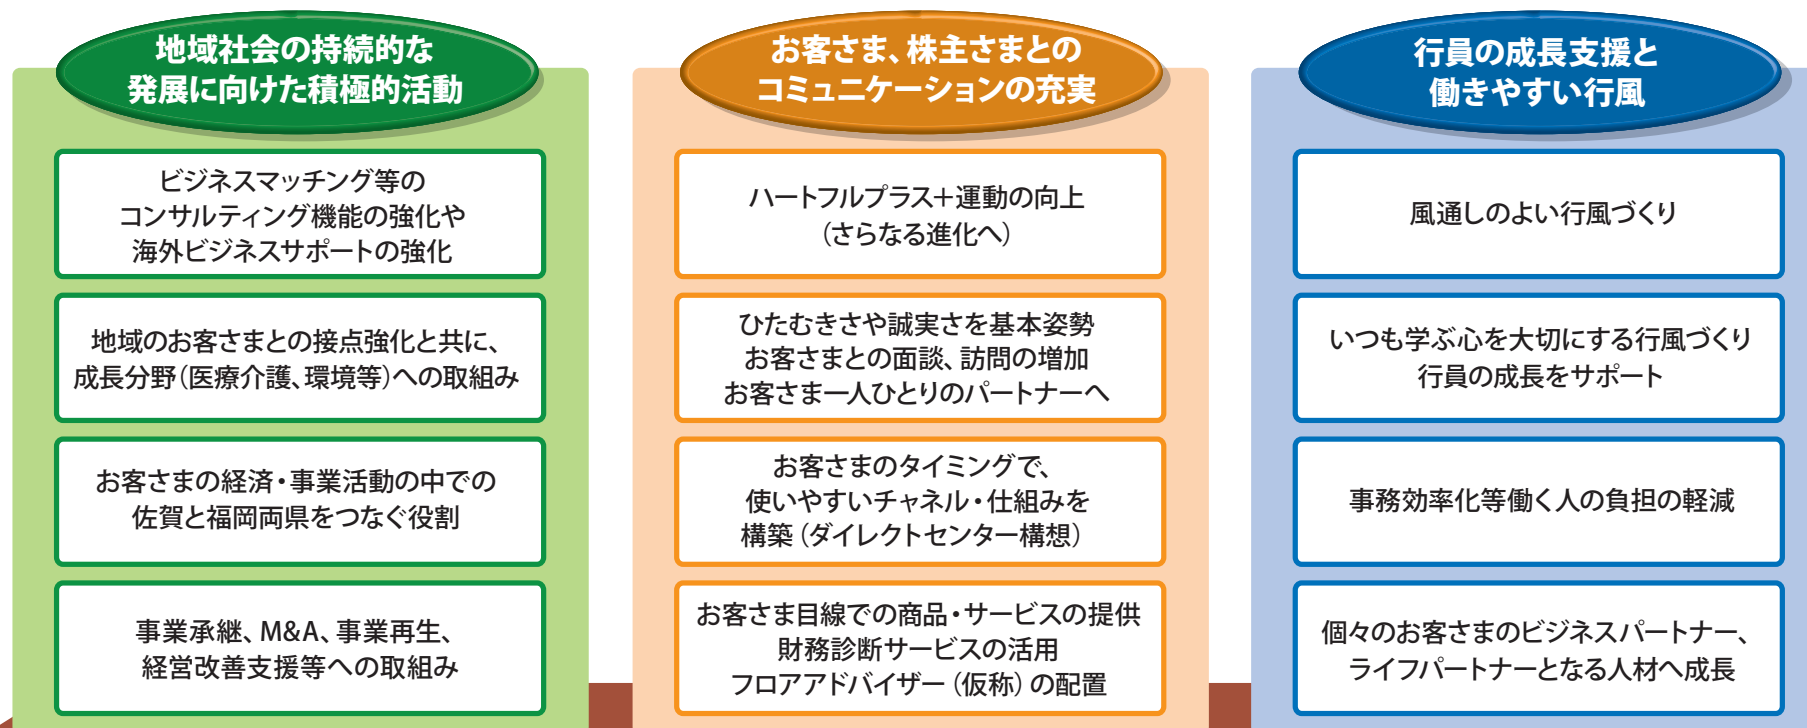 地域社会の持続的な
発展に向けた積極的活動
ビジネスマッチング等の
コンサルティング機能の強化や
海外ビジネスサポートの強化
地域のお客さまとの接点強化と共に、
成長分野（医療介護、環境等）への取組み
お客さまの経済・事業活動の中での
佐賀と福岡両県をつなぐ役割
事業承継、M&A、事業再生、
経営改善支援等への取組み
お客さま、株主さまとの
コミュニケーションの充実
ハートフルプラス＋運動の向上
（さらなる進化へ）
ひたむきさや誠実さを基本姿勢
お客さまとの面談、訪問の増加
お客さま一人ひとりのパートナーへ
お客さまのタイミングで、
使いやすいチャネル・仕組みを
構築（ダイレクトセンター構想）
お客さま目線での商品・サービスの提供
財務診断サービスの活用
フロアアドバイザー（仮称）の配置
行員の成長支援と
働きやすい行風
風通しのよい行風づくり
いつも学ぶ心を大切にする行風づくり
行員の成長をサポート
事務効率化等働く人の負担の軽減
個々のお客さまのビジネスパートナー、
ライフパートナーとなる人材へ成長